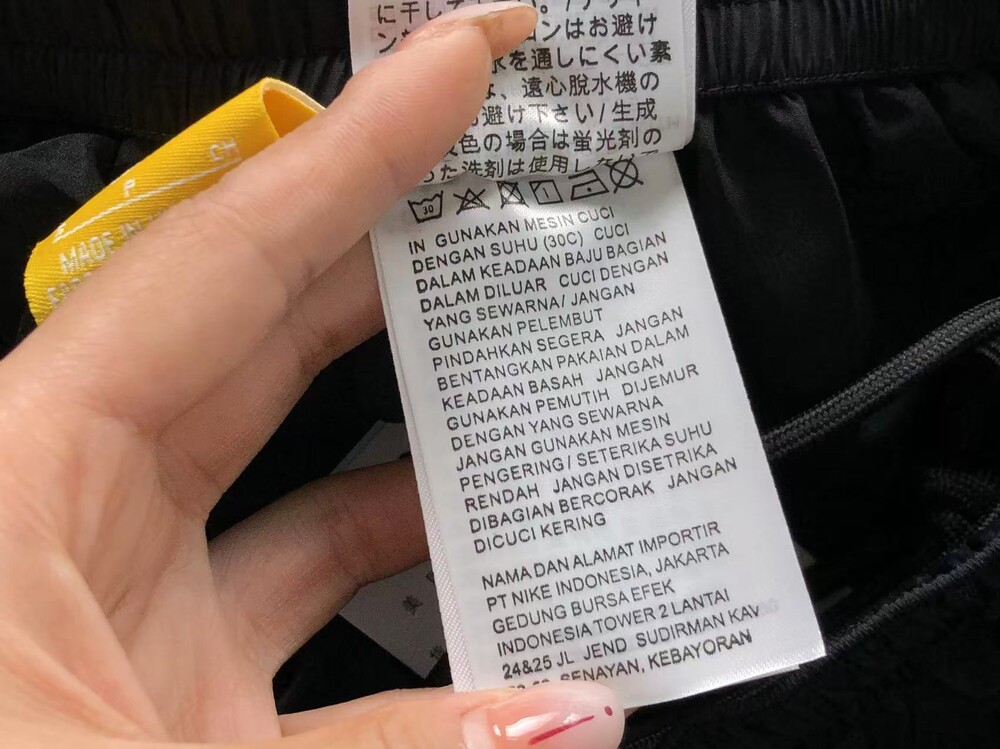 に干して
ンはお避け
を通しにくい素
、遠心脱水機の
避け下さい/生成
色の場合は蛍光剤の
た洗剤は使用し
30
IN GUNAKAN MESIN CUCI
DENGAN SUHU (30C) CUCI
DALAM KEADAAN BAJU BAGIAN
DALAM DILUAR CUCI DENGAN
YANG SEWARNA/ JANGAN
GUNAKAN PELEMBUT
PINDAHKAN SEGERA JANGAN
BENTANGKAN PAKAIAN DALAM
KEADAAN BASAH JANGAN
GUNAKAN PEMUTIH DIJEMUR
DENGAN YANG SEWARNA
JANGAN GUNAKAN MESIN
PENGERING/ SETERIKA SUHU
RENDAH JANGAN DISETRIKA
DIBAGIAN BERCORAK JANGAN
DICUCI KERING
NAMA DAN ALAMAT IMPORTIR
PT NIKE INDONESIA, JAKARTA
GEDUNG BURSA EFEK
INDONESIA TOWER 2 LANTAI
24&25 JL JEND SUDIRMAN KAV
SENAYAN, KEBAYORAN
P
MADE IN